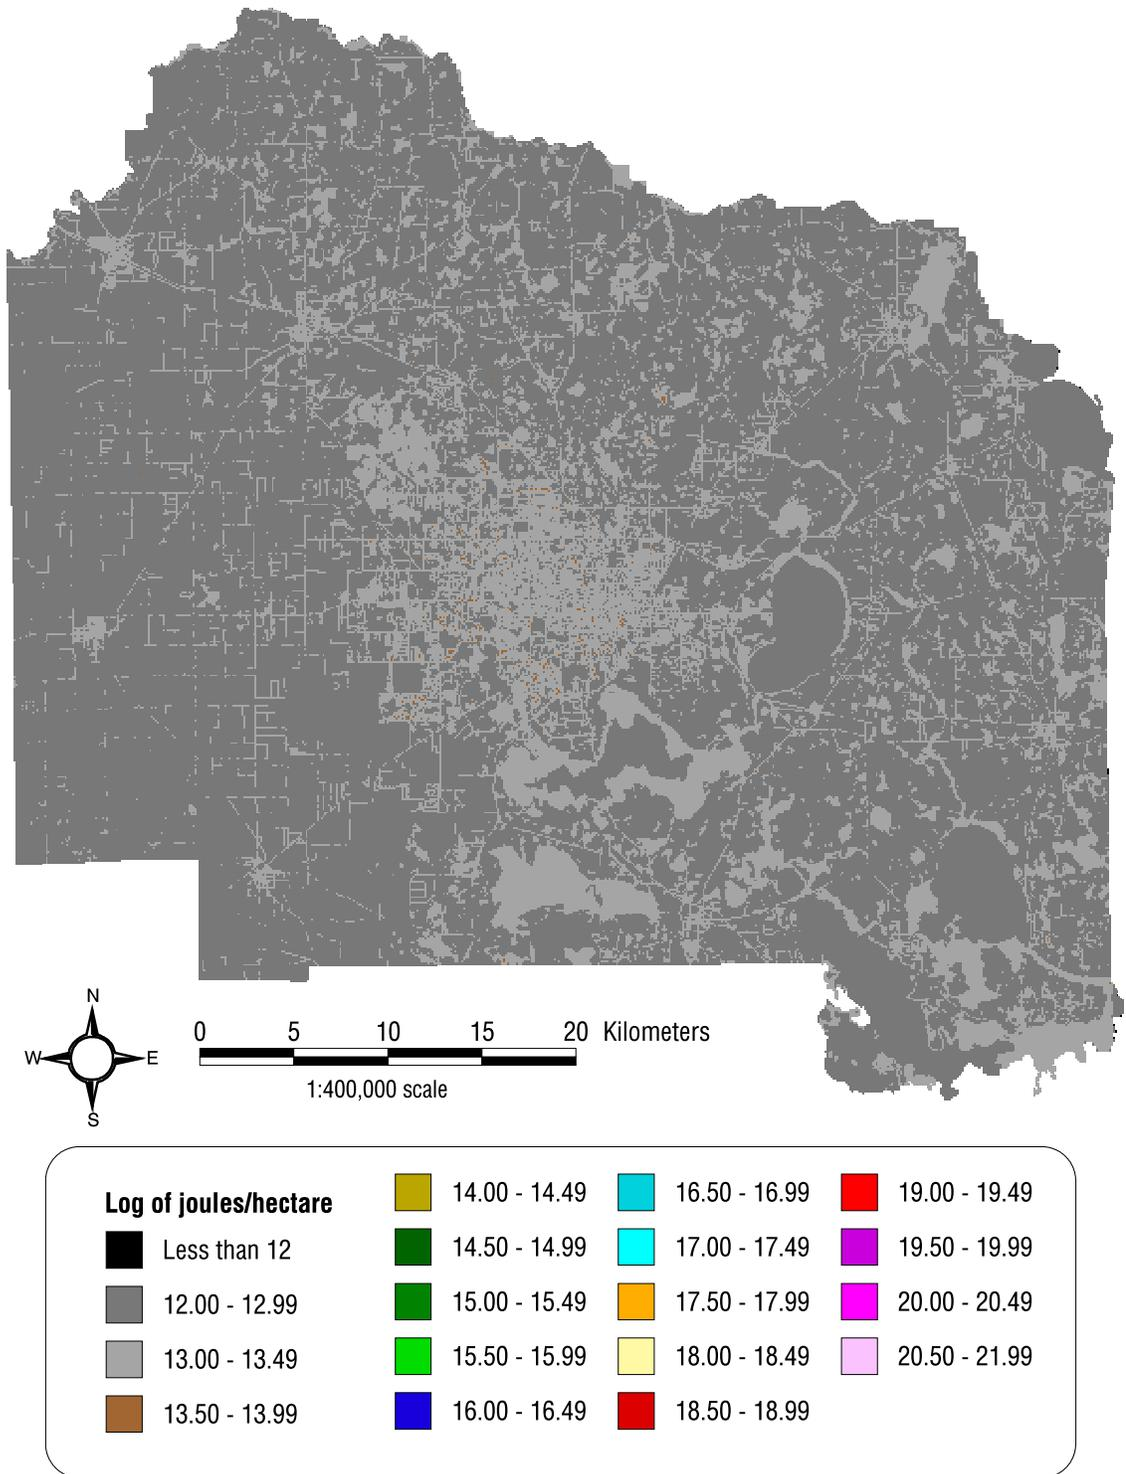 N
W E
S
0 5 10 15 20 Kilometers
1:400,000 scale
Log of joules/hectare
Less than 12
12.00 - 12.99
13.00 - 13.49
13.50 - 13.99
14.00 - 14.49
14.50 - 14.99
15.00 - 15.49
15.50 - 15.99
16.00 - 16.49
16.50 - 16.99
17.00 - 17.49
17.50 - 17.99
18.00 - 18.49
18.50 - 18.99
19.00 - 19.49
19.50 - 19.99
20.00 - 20.49
20.50 - 21.99